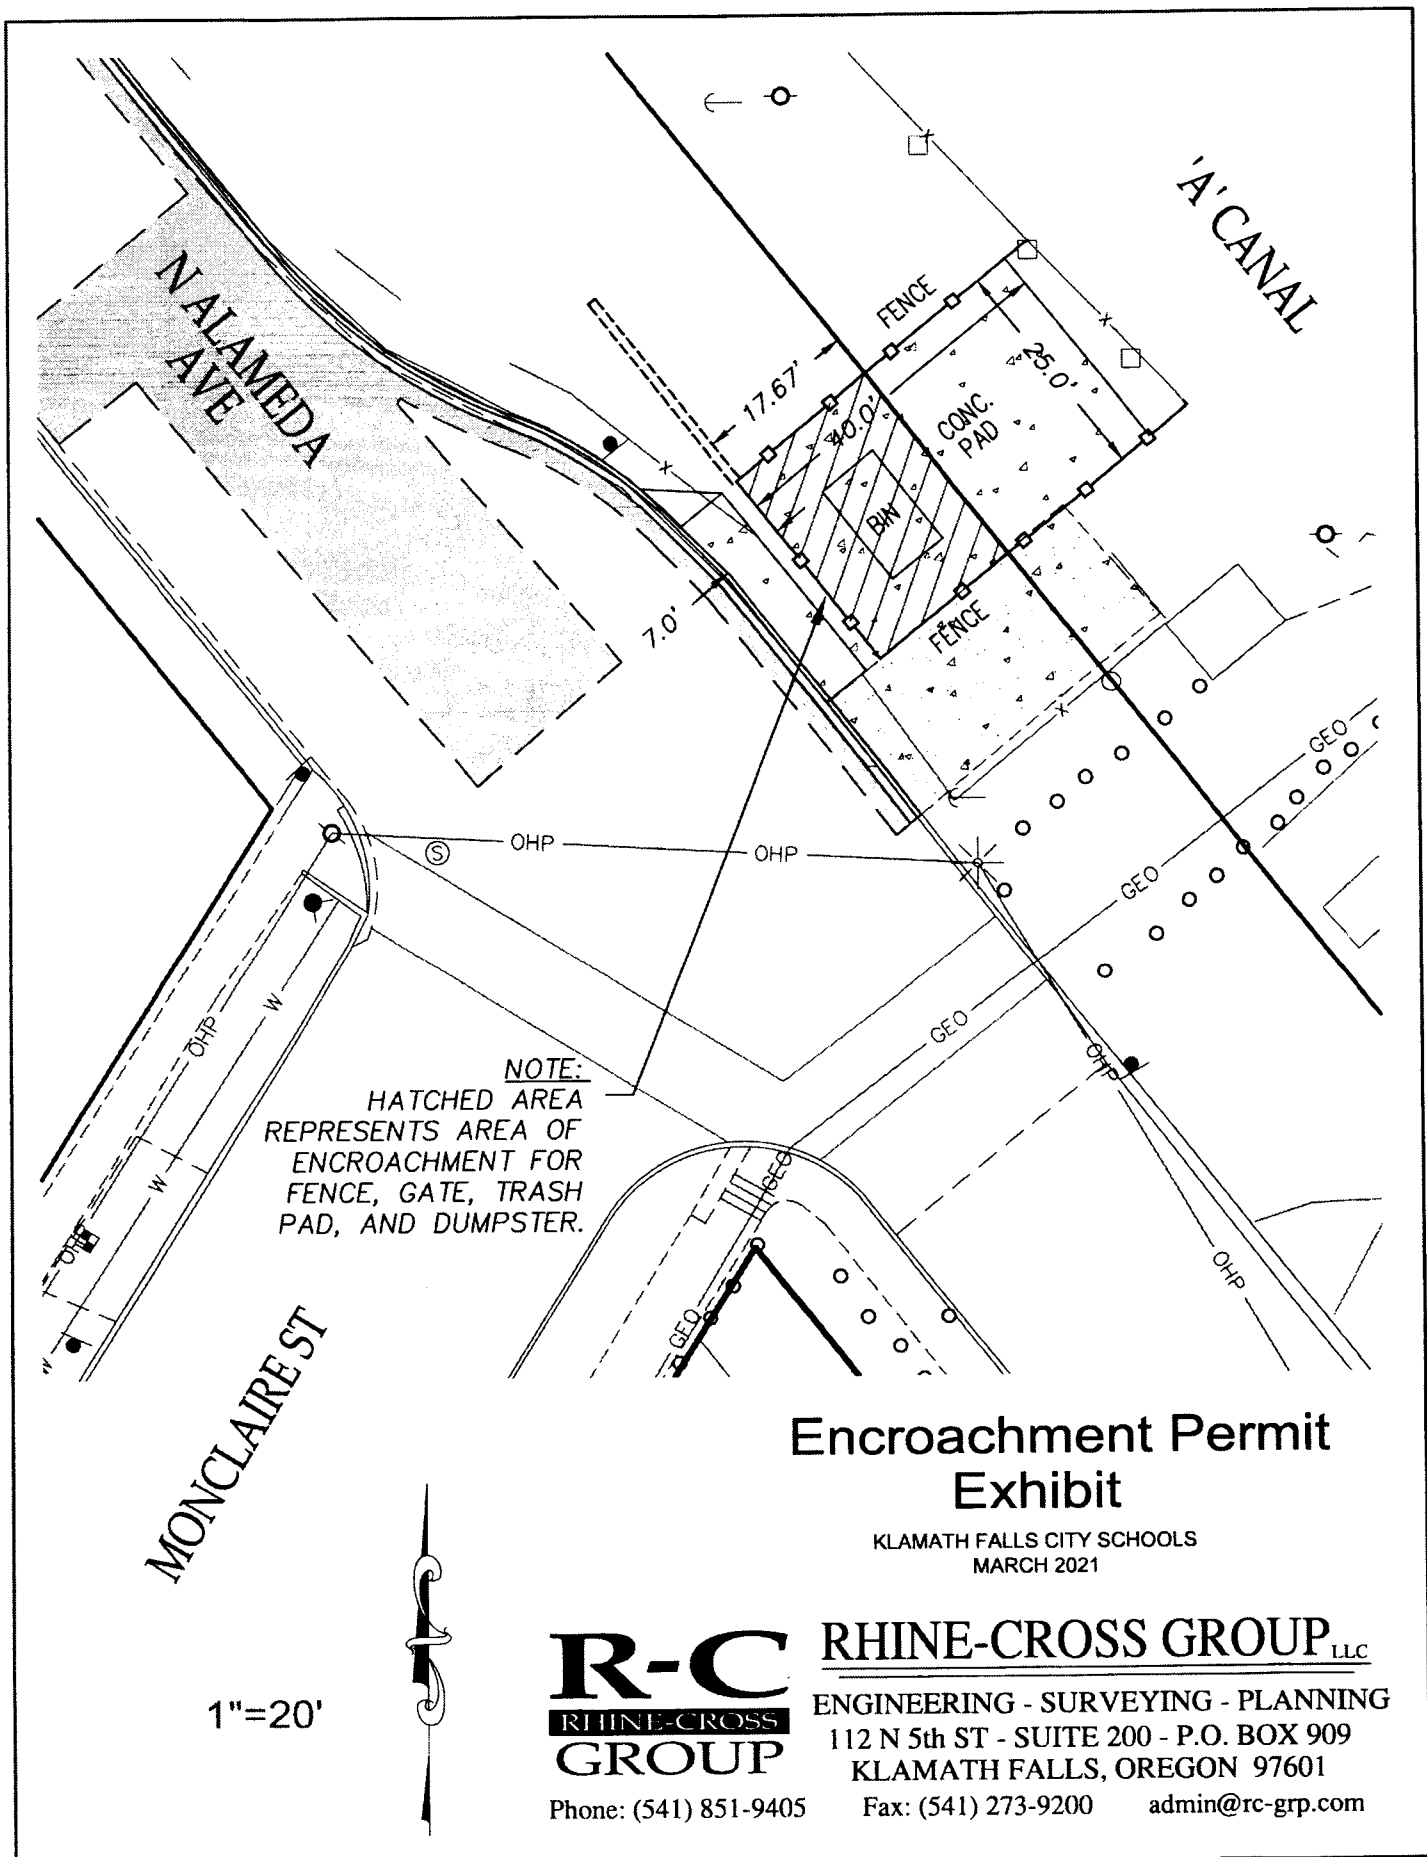 'A' CANAL
N ALAMEDA
AVE
FENCE
17.67'
40.0'
25.0'
CONC.
PAD
BIN
FENCE
7.0'
GEO
OHP
OHP
S
GEO
GEO
OHP
W
OHP
W
OHP
GEO
GEO
OHP
NOTE:
HATCHED AREA
REPRESENTS AREA OF
ENCROACHMENT FOR
FENCE, GATE, TRASH
PAD, AND DUMPSTER.
MONCLAIRE ST
Encroachment Permit
Exhibit
KLAMATH FALLS CITY SCHOOLS
MARCH 2021
1"=20'
R-C
RHINE-CROSS
GROUP
RHINE-CROSS GROUP LLC
ENGINEERING - SURVEYING - PLANNING
112 N 5th ST - SUITE 200 - P.O. BOX 909
KLAMATH FALLS, OREGON 97601
Phone: (541) 851-9405 Fax: (541) 273-9200 admin@rc-grp.com